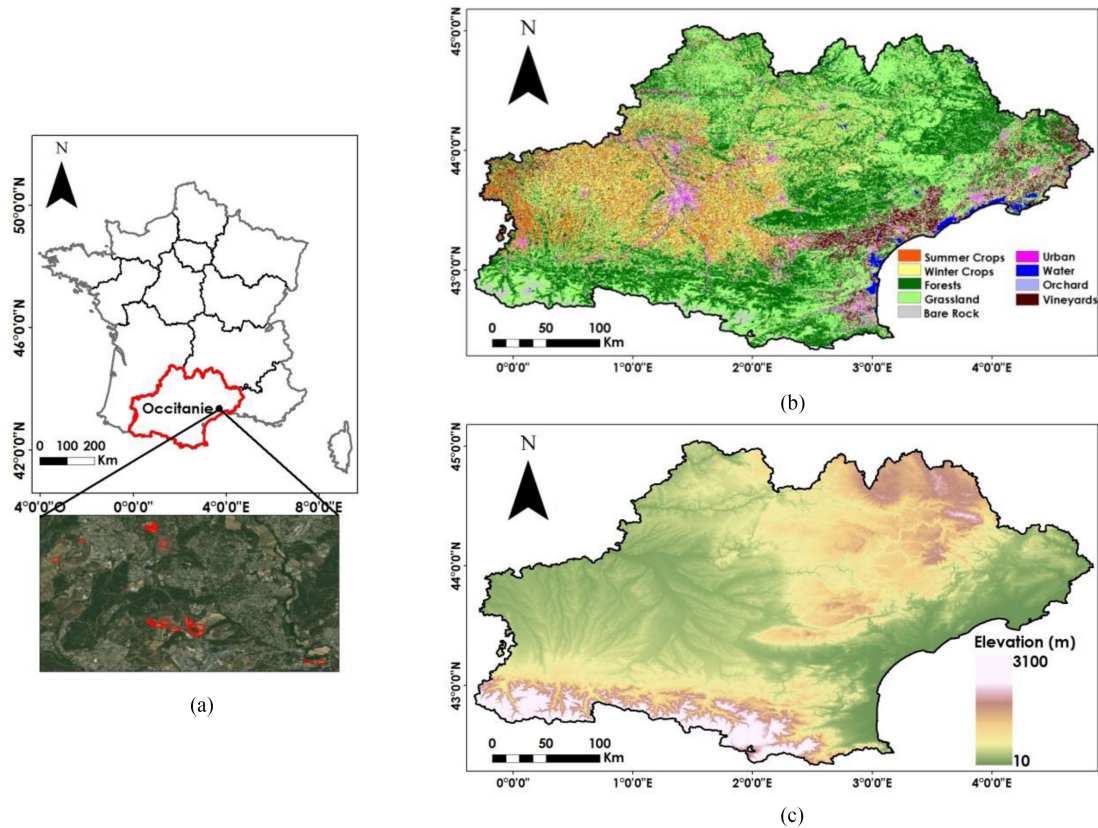 N
50°0'0"N
46°0'0"N
42°0'0"N
Occitanie
0 100 200
Km
4°0'0"0 0°0'0" 4°0'0"E 8°0'0"E
(a)
N
45°0'0"N
44°0'0"N
43°0'0"N
Summer Crops
Winter Crops
Forests
Grassland
Bare Rock
Urban
Water
Orchard
Vineyards
0 50 100
Km
0°0'0" 1°0'0"E 2°0'0"E 3°0'0"E 4°0'0"E
(b)
N
45°0'0"N
44°0'0"N
43°0'0"N
Elevation (m)
3100
10
0 50 100
Km
0°0'0" 1°0'0"E 2°0'0"E 3°0'0"E 4°0'0"E
(c)